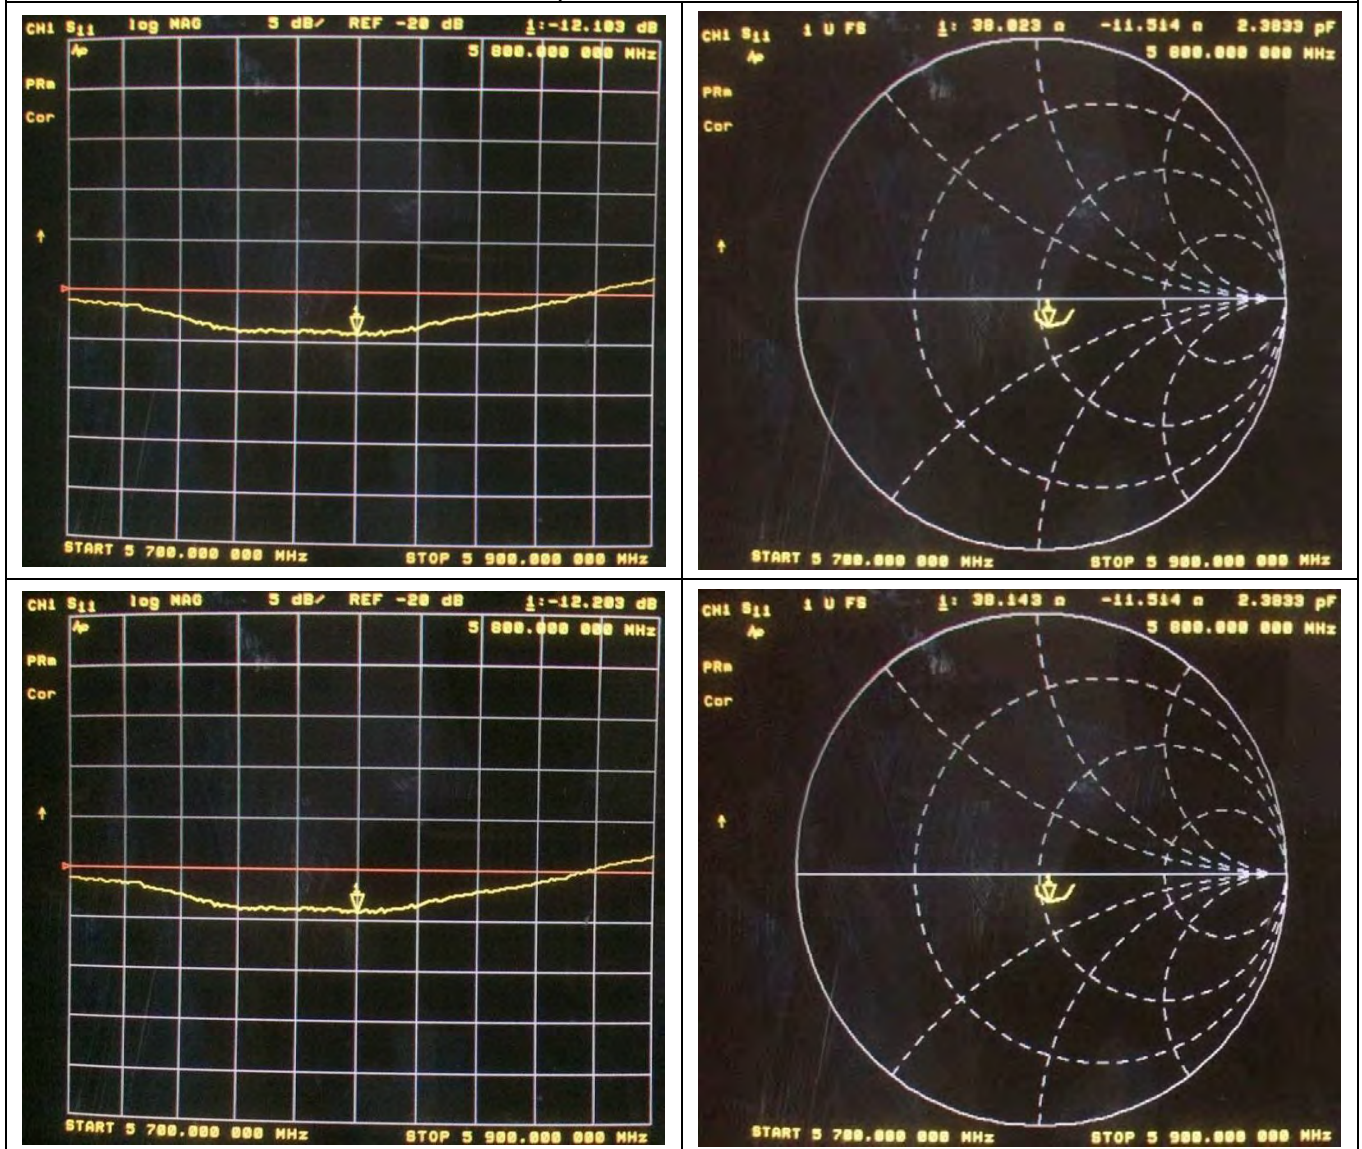 CH1 S11 log MAG 5 dB/ REF -20 dB 1:-12.103 dB
Ap 5 800.000 000 MHz
PRm
Cor
START 5 700.000 000 MHz STOP 5 900.000 000 MHz
CH1 S11 1 U FS 1: 38.023 Ω -11.514 Ω 2.3833 pF
Ap 5 800.000 000 MHz
PRm
Cor
START 5 700.000 000 MHz STOP 5 900.000 000 MHz
CH1 S11 log MAG 5 dB/ REF -20 dB 1:-12.203 dB
Ap 5 800.000 000 MHz
PRm
Cor
START 5 700.000 000 MHz STOP 5 900.000 000 MHz
CH1 S11 1 U FS 1: 38.143 Ω -11.514 Ω 2.3833 pF
Ap 5 800.000 000 MHz
PRm
Cor
START 5 700.000 000 MHz STOP 5 900.000 000 MHz